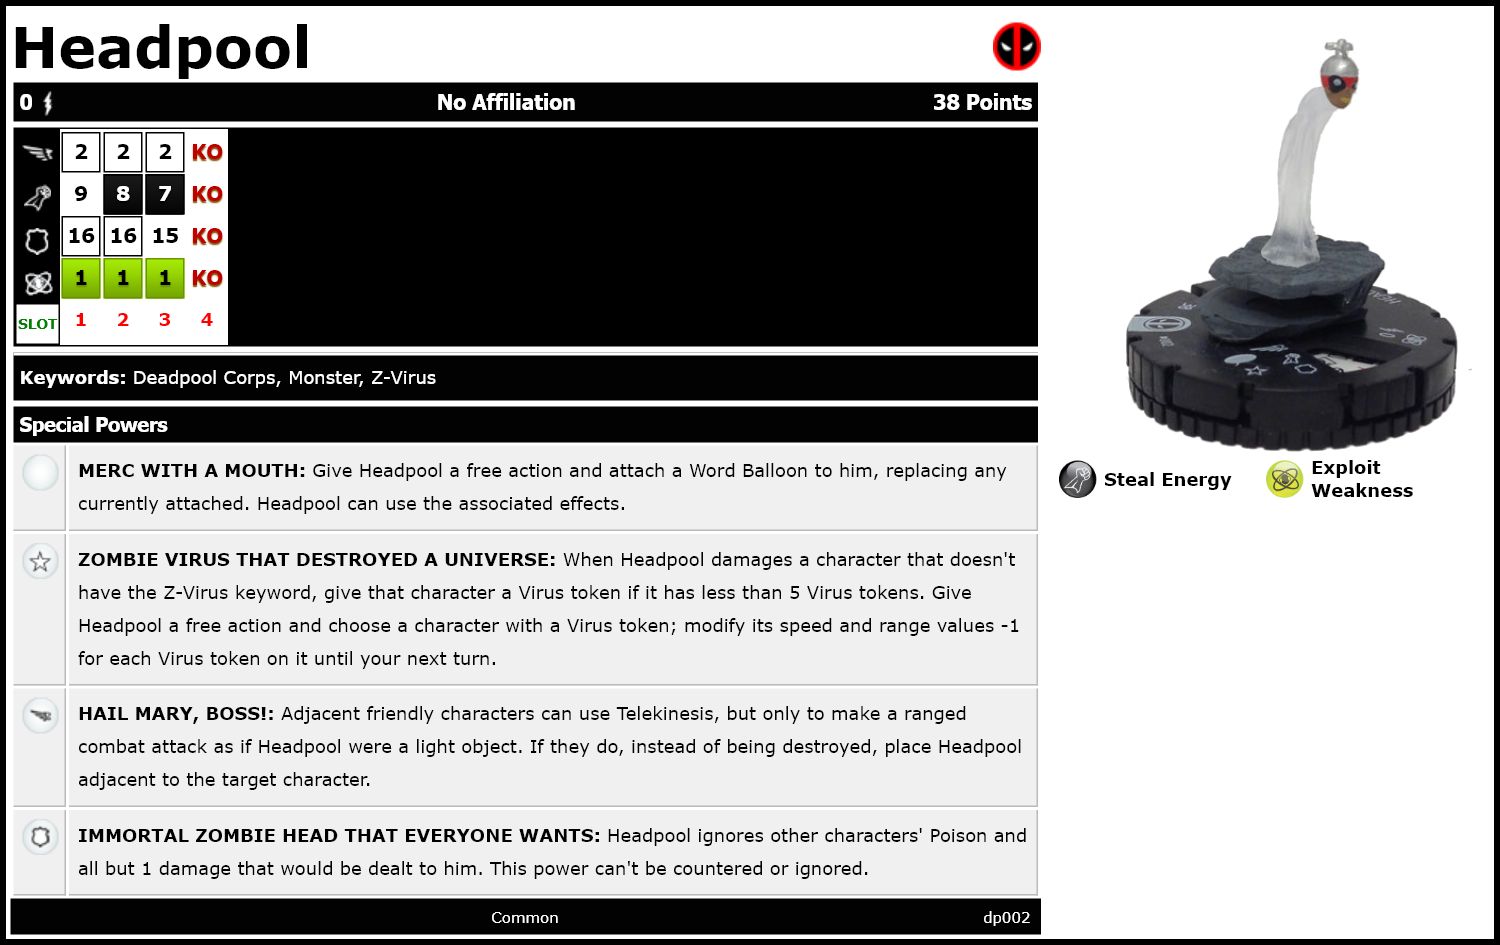 Headpool
0 No Affiliation 38 Points
2 2 2 KO
9 8 7 KO
16 16 15 KO
1 1 1 KO
SLOT 1 2 3 4
Keywords: Deadpool Corps, Monster, Z-Virus
Special Powers
MERC WITH A MOUTH: Give Headpool a free action and attach a Word Balloon to him, replacing any
currently attached. Headpool can use the associated effects.
ZOMBIE VIRUS THAT DESTROYED A UNIVERSE: When Headpool damages a character that doesn't
have the Z-Virus keyword, give that character a Virus token if it has less than 5 Virus tokens. Give
Headpool a free action and choose a character with a Virus token; modify its speed and range values -1
for each Virus token on it until your next turn.
HAIL MARY, BOSS!: Adjacent friendly characters can use Telekinesis, but only to make a ranged
combat attack as if Headpool were a light object. If they do, instead of being destroyed, place Headpool
adjacent to the target character.
IMMORTAL ZOMBIE HEAD THAT EVERYONE WANTS: Headpool ignores other characters' Poison and
all but 1 damage that would be dealt to him. This power can't be countered or ignored.
Common dp002
Steal Energy
Exploit
Weakness